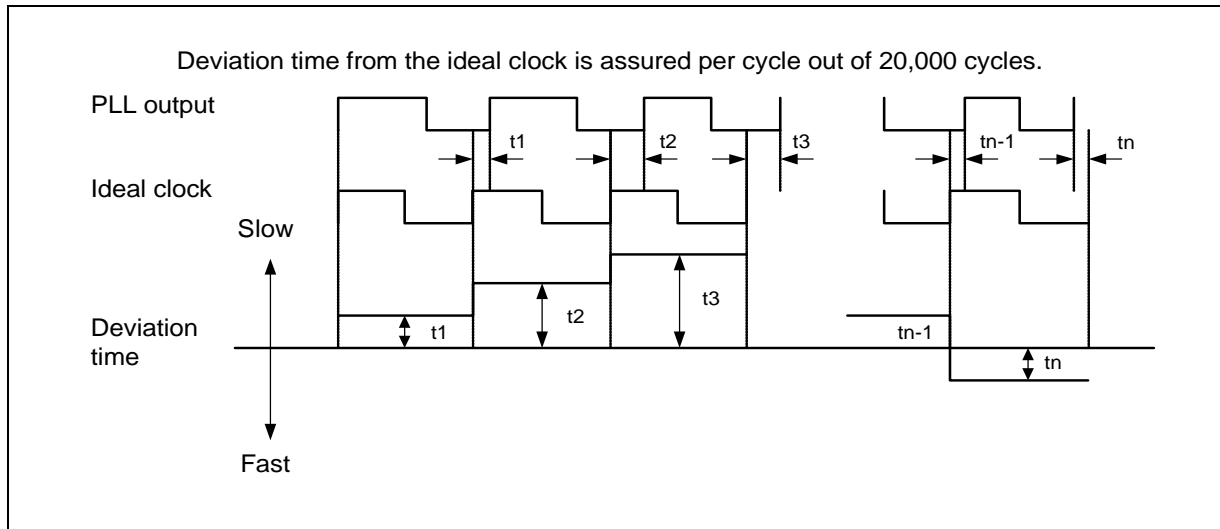 Deviation time from the ideal clock is assured per cycle out of 20,000 cycles.
PLL output
t1
t2
t3
tn-1
tn
Ideal clock
Slow
Deviation
time
t1
t2
t3
tn-1
tn
Fast